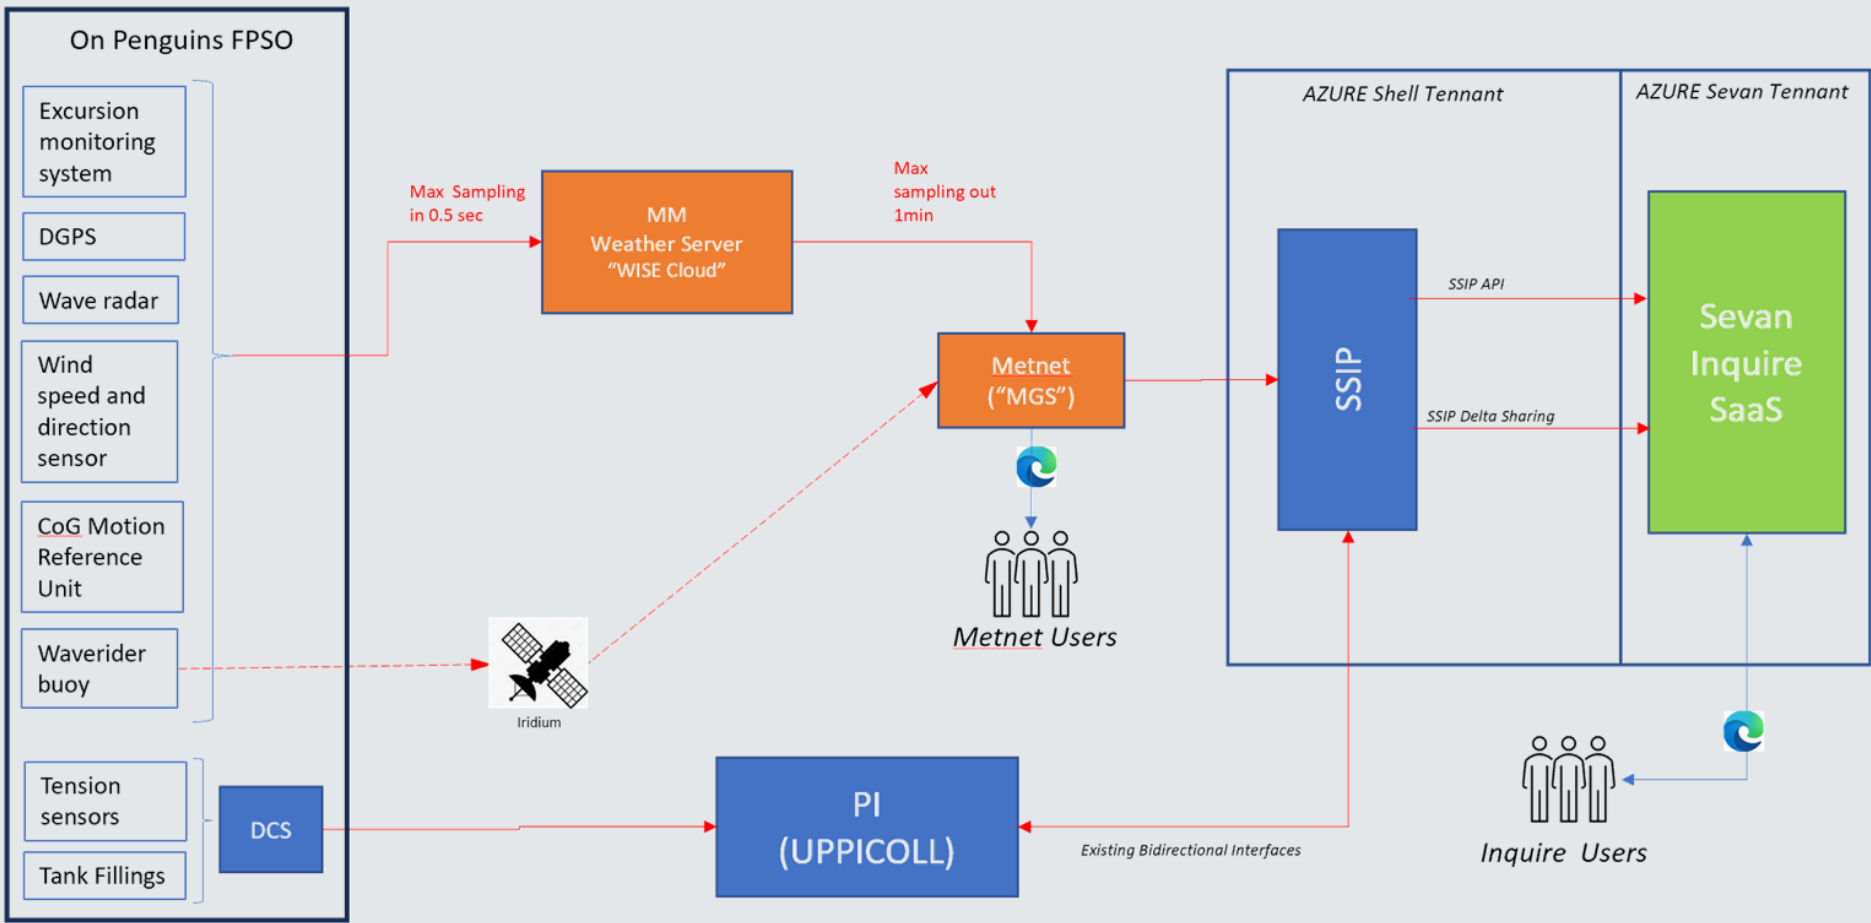 On Penguins FPSO
Excursion
monitoring
system
DGPS
Wave radar
Wind
speed and
direction
sensor
CoG Motion
Reference
Unit
Waverider
buoy
Tension
sensors
Tank Fillings
DCS
Max Sampling
in 0.5 sec
MM
Weather Server
“WISE Cloud”
Max
sampling out
1min
Metnet
(“MGS”)
Metnet Users
Iridium
PI
(UPPICOLL)
Existing Bidirectional Interfaces
AZURE Shell Tennant
SSIP
SSIP API
SSIP Delta Sharing
AZURE Sevan Tennant
Sevan
Inquire
SaaS
Inquire Users